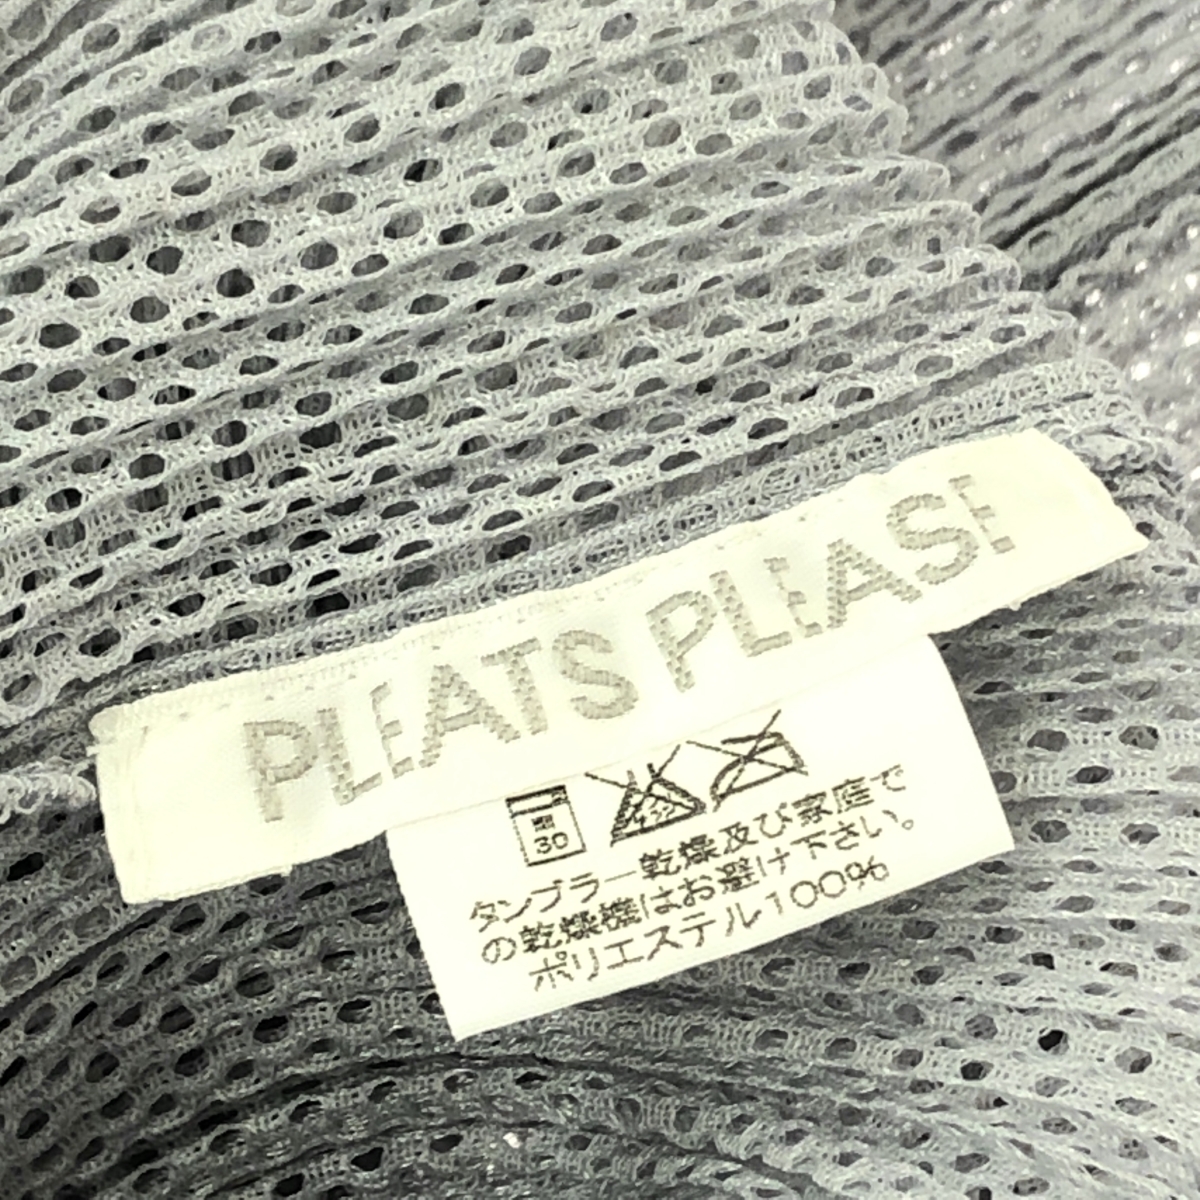 PLEATS PLEASE
30
タンブラー乾燥及び家庭で
の乾燥機はお避け下さい。
ポリエステル100%